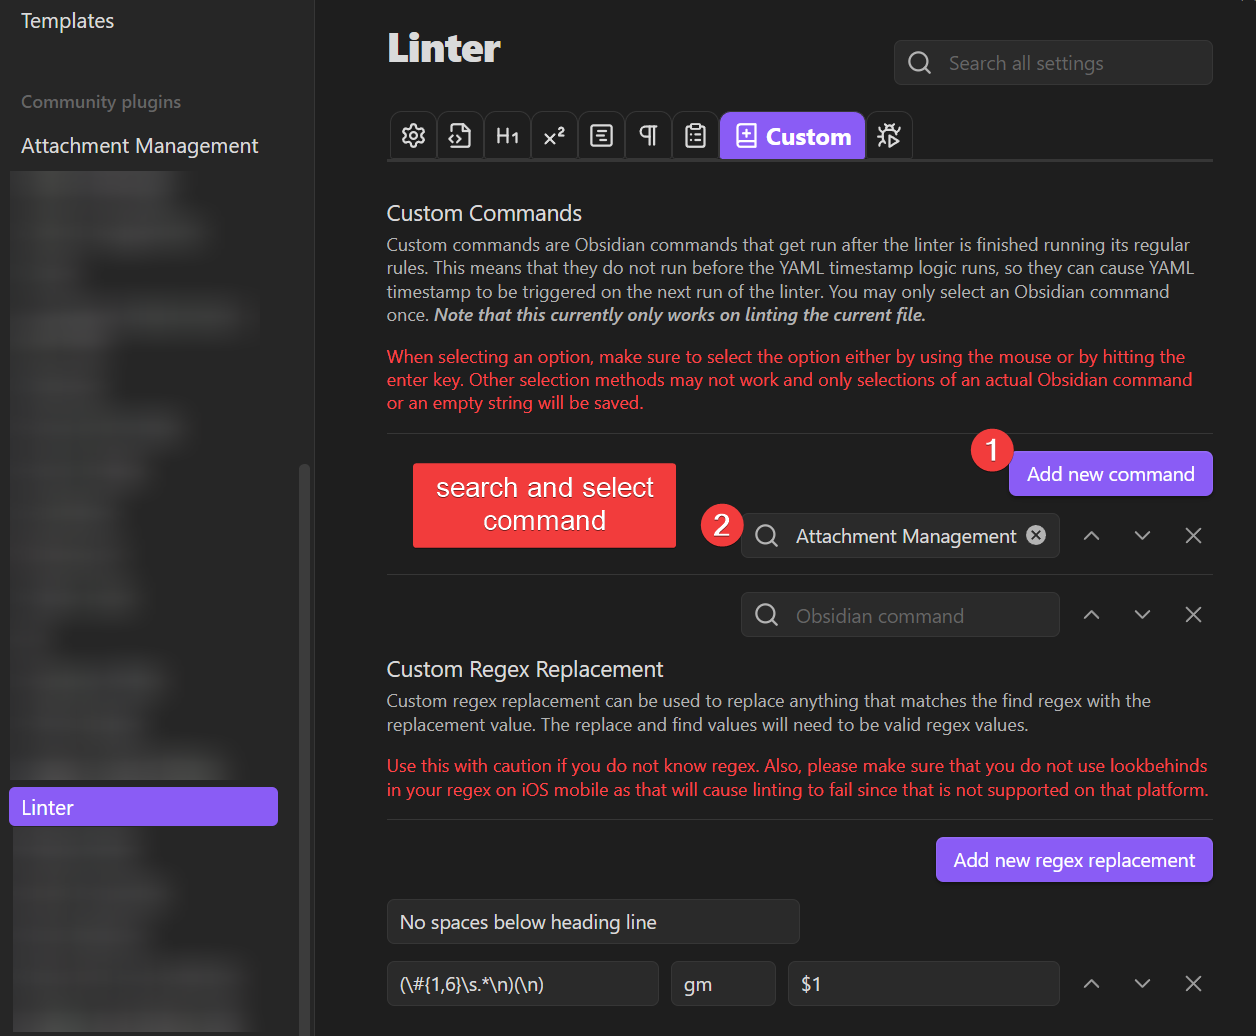 Templates
Community plugins
Attachment Management
Linter
Linter
Search all settings
H1
x²
Custom
Custom Commands
Custom commands are Obsidian commands that get run after the linter is finished running its regular
rules. This means that they do not run before the YAML timestamp logic runs, so they can cause YAML
timestamp to be triggered on the next run of the linter. You may only select an Obsidian command
once. Note that this currently only works on linting the current file.
When selecting an option, make sure to select the option either by using the mouse or by hitting the
enter key. Other selection methods may not work and only selections of an actual Obsidian command
or an empty string will be saved.
1
Add new command
search and select
command
2
Attachment Management
Obsidian command
Custom Regex Replacement
Custom regex replacement can be used to replace anything that matches the find regex with the
replacement value. The replace and find values will need to be valid regex values.
Use this with caution if you do not know regex. Also, please make sure that you do not use lookbehinds
in your regex on iOS mobile as that will cause linting to fail since that is not supported on that platform.
Add new regex replacement
No spaces below heading line
(\#{1,6}\s.*\n)(\n)
gm
$1